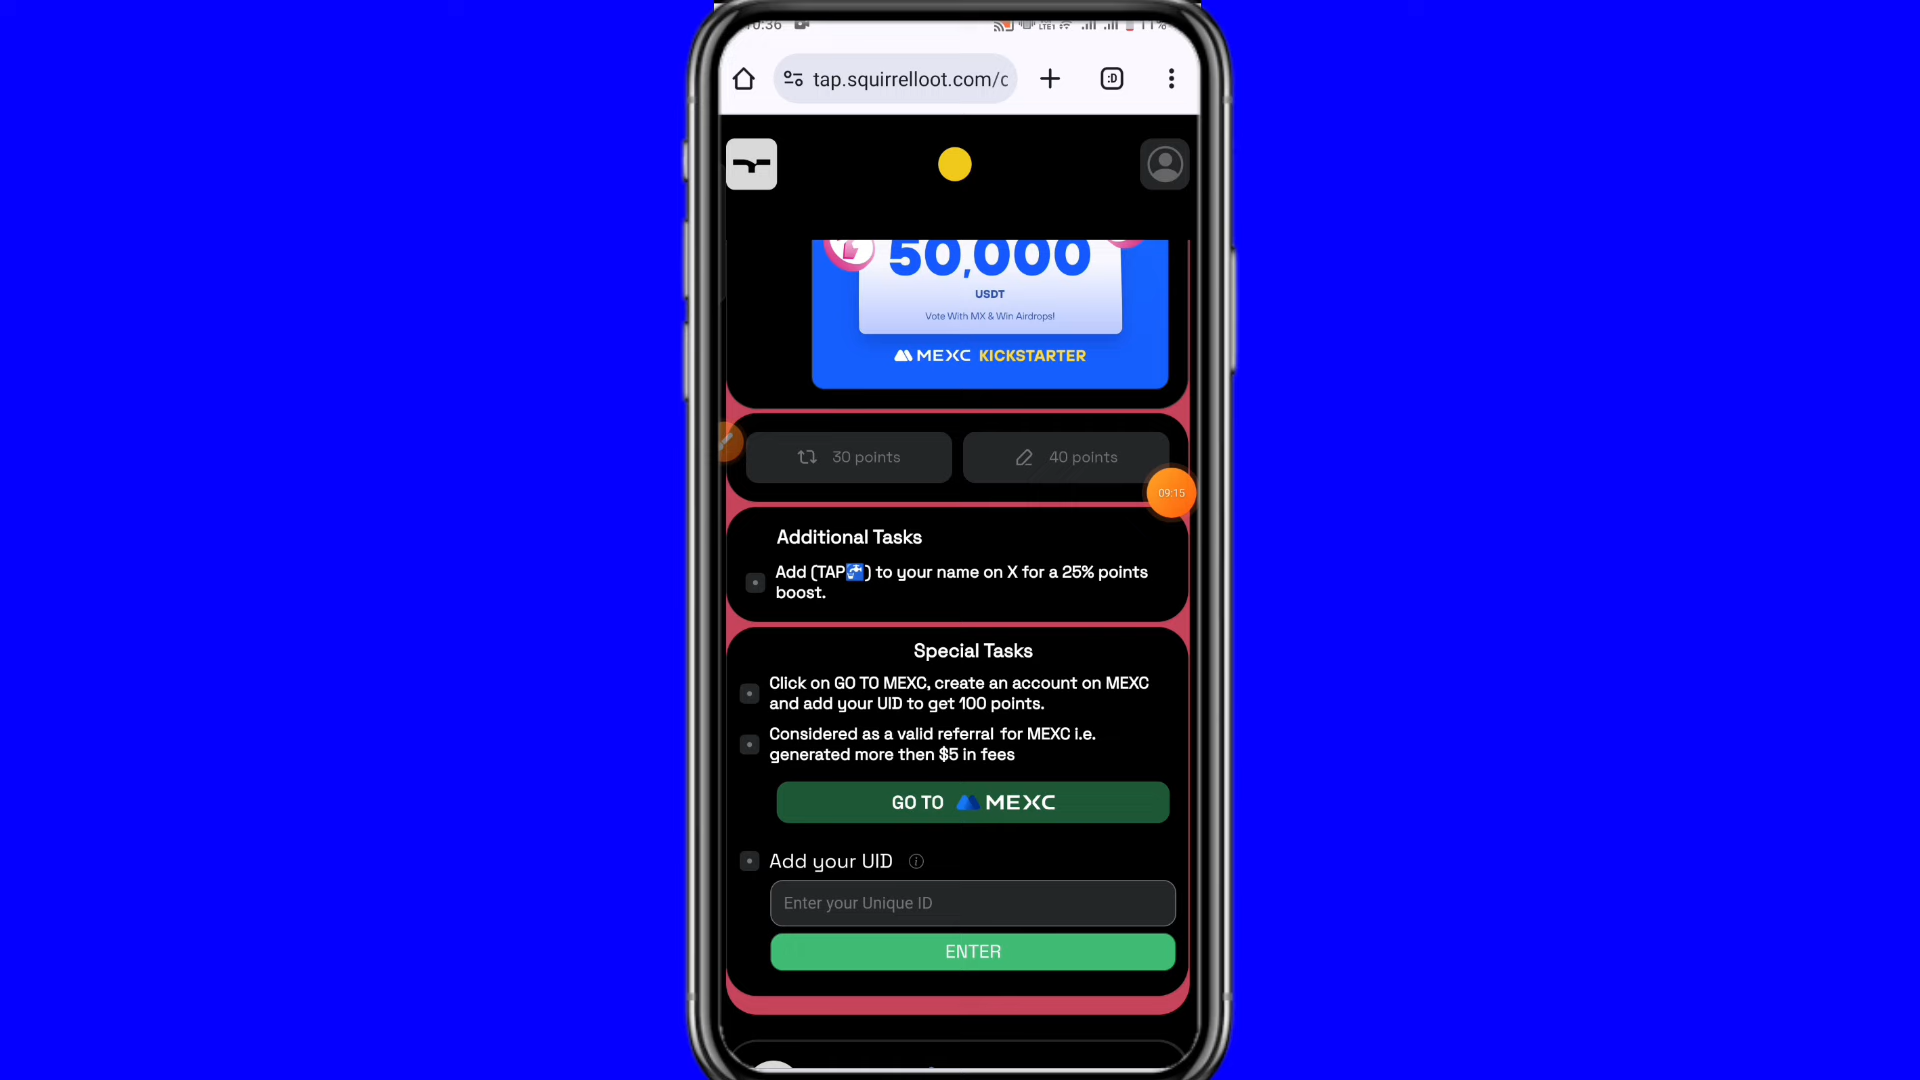 tap.squirrelloot.com/c
:D
50,000
USDT
Vote With MX & Win Airdrops!
MEXC KICKSTARTER
30 points
40 points
09:15
Additional Tasks
Add (TAP🚰) to your name on X for a 25% points
boost.
Special Tasks
Click on GO TO MEXC, create an account on MEXC
and add your UID to get 100 points.
Considered as a valid referral for MEXC i.e.
generated more then $5 in fees
GO TO MEXC
Add your UID
Enter your Unique ID
ENTER